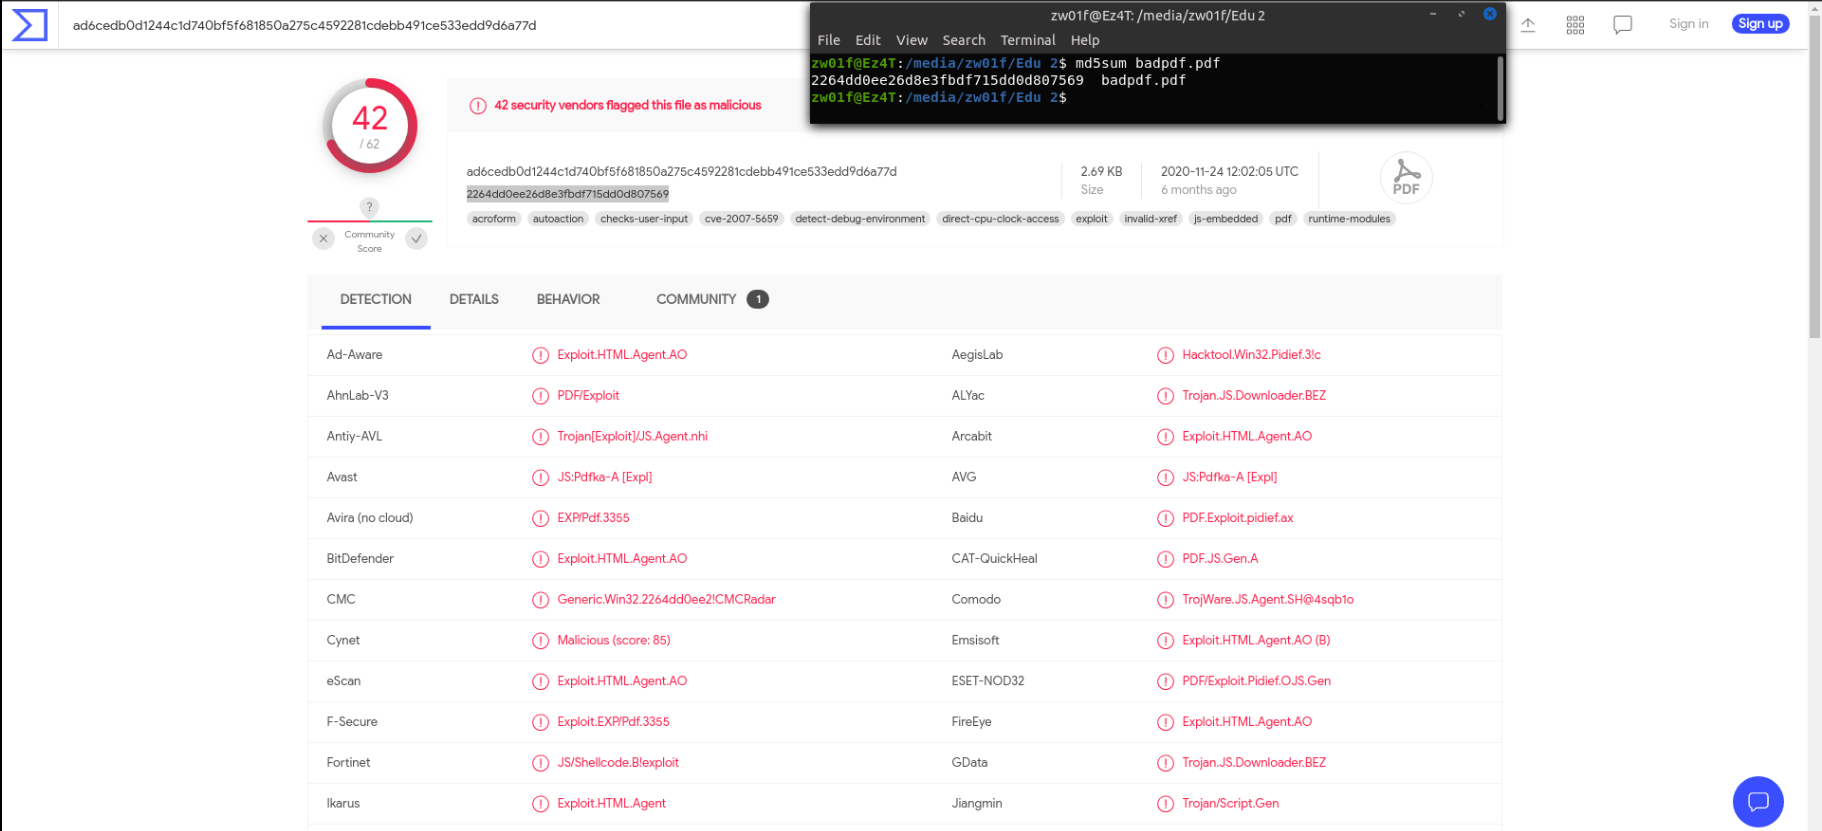 ad6cedb0d1244c1d740bf5f681850a275c4592281cdebb491ce533edd9d6a77d
zw01f@Ez4T: /media/zw01f/Edu 2
File Edit View Search Terminal Help
zw01f@Ez4T:/media/zw01f/Edu 2$ md5sum badpdf.pdf
2264dd0ee26d8e3fbdf715dd0d807569 badpdf.pdf
zw01f@Ez4T:/media/zw01f/Edu 2$
Sign in Sign up
42
/ 62
?
Community
Score
42 security vendors flagged this file as malicious
ad6cedb0d1244c1d740bf5f681850a275c4592281cdebb491ce533edd9d6a77d
2264dd0ee26d8e3fbdf715dd0d807569
2.69 KB
Size
2020-11-24 12:02:05 UTC
6 months ago
PDF
acroform autoaction checks-user-input cve-2007-5659 detect-debug-environment direct-cpu-clock-access exploit invalid-xref js-embedded pdf runtime-modules
DETECTION DETAILS BEHAVIOR COMMUNITY 1
Ad-Aware Exploit.HTML.Agent.AO AegisLab Hacktool.Win32.Pidief.3!c
AhnLab-V3 PDF/Exploit ALYac Trojan.JS.Downloader.BEZ
Antiy-AVL Trojan[Exploit]/JS.Agent.nhi Arcabit Exploit.HTML.Agent.AO
Avast JS:Pdfka-A [Expl] AVG JS:Pdfka-A [Expl]
Avira (no cloud) EXP/Pdf.3355 Baidu PDF.Exploit.pidief.ax
BitDefender Exploit.HTML.Agent.AO CAT-QuickHeal PDF.JS.Gen.A
CMC Generic.Win32.2264dd0ee2!CMCRadar Comodo TrojWare.JS.Agent.SH@4sqb1o
Cynet Malicious (score: 85) Emsisoft Exploit.HTML.Agent.AO (B)
eScan Exploit.HTML.Agent.AO ESET-NOD32 PDF/Exploit.Pidief.OJS.Gen
F-Secure Exploit.EXP/Pdf.3355 FireEye Exploit.HTML.Agent.AO
Fortinet JS/Shellcode.B!exploit GData Trojan.JS.Downloader.BEZ
Ikarus Exploit.HTML.Agent Jiangmin Trojan/Script.Gen